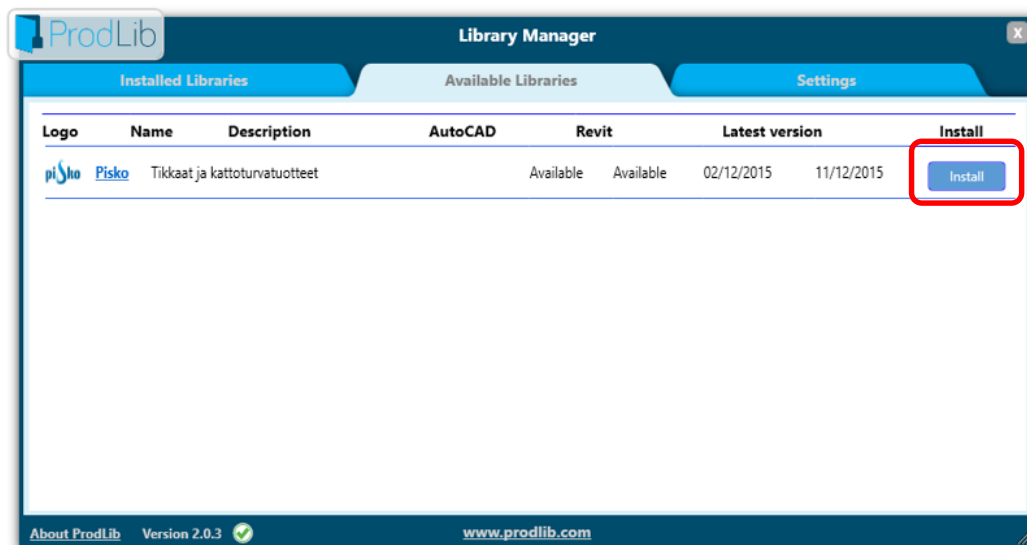 ProdLib
Library Manager
X
Installed Libraries Available Libraries Settings
Logo Name Description AutoCAD Revit Latest version Install
piSko Pisko Tikkaat ja kattoturvatuotteet Available Available 02/12/2015 11/12/2015 Install
About ProdLib Version 2.0.3 www.prodlib.com